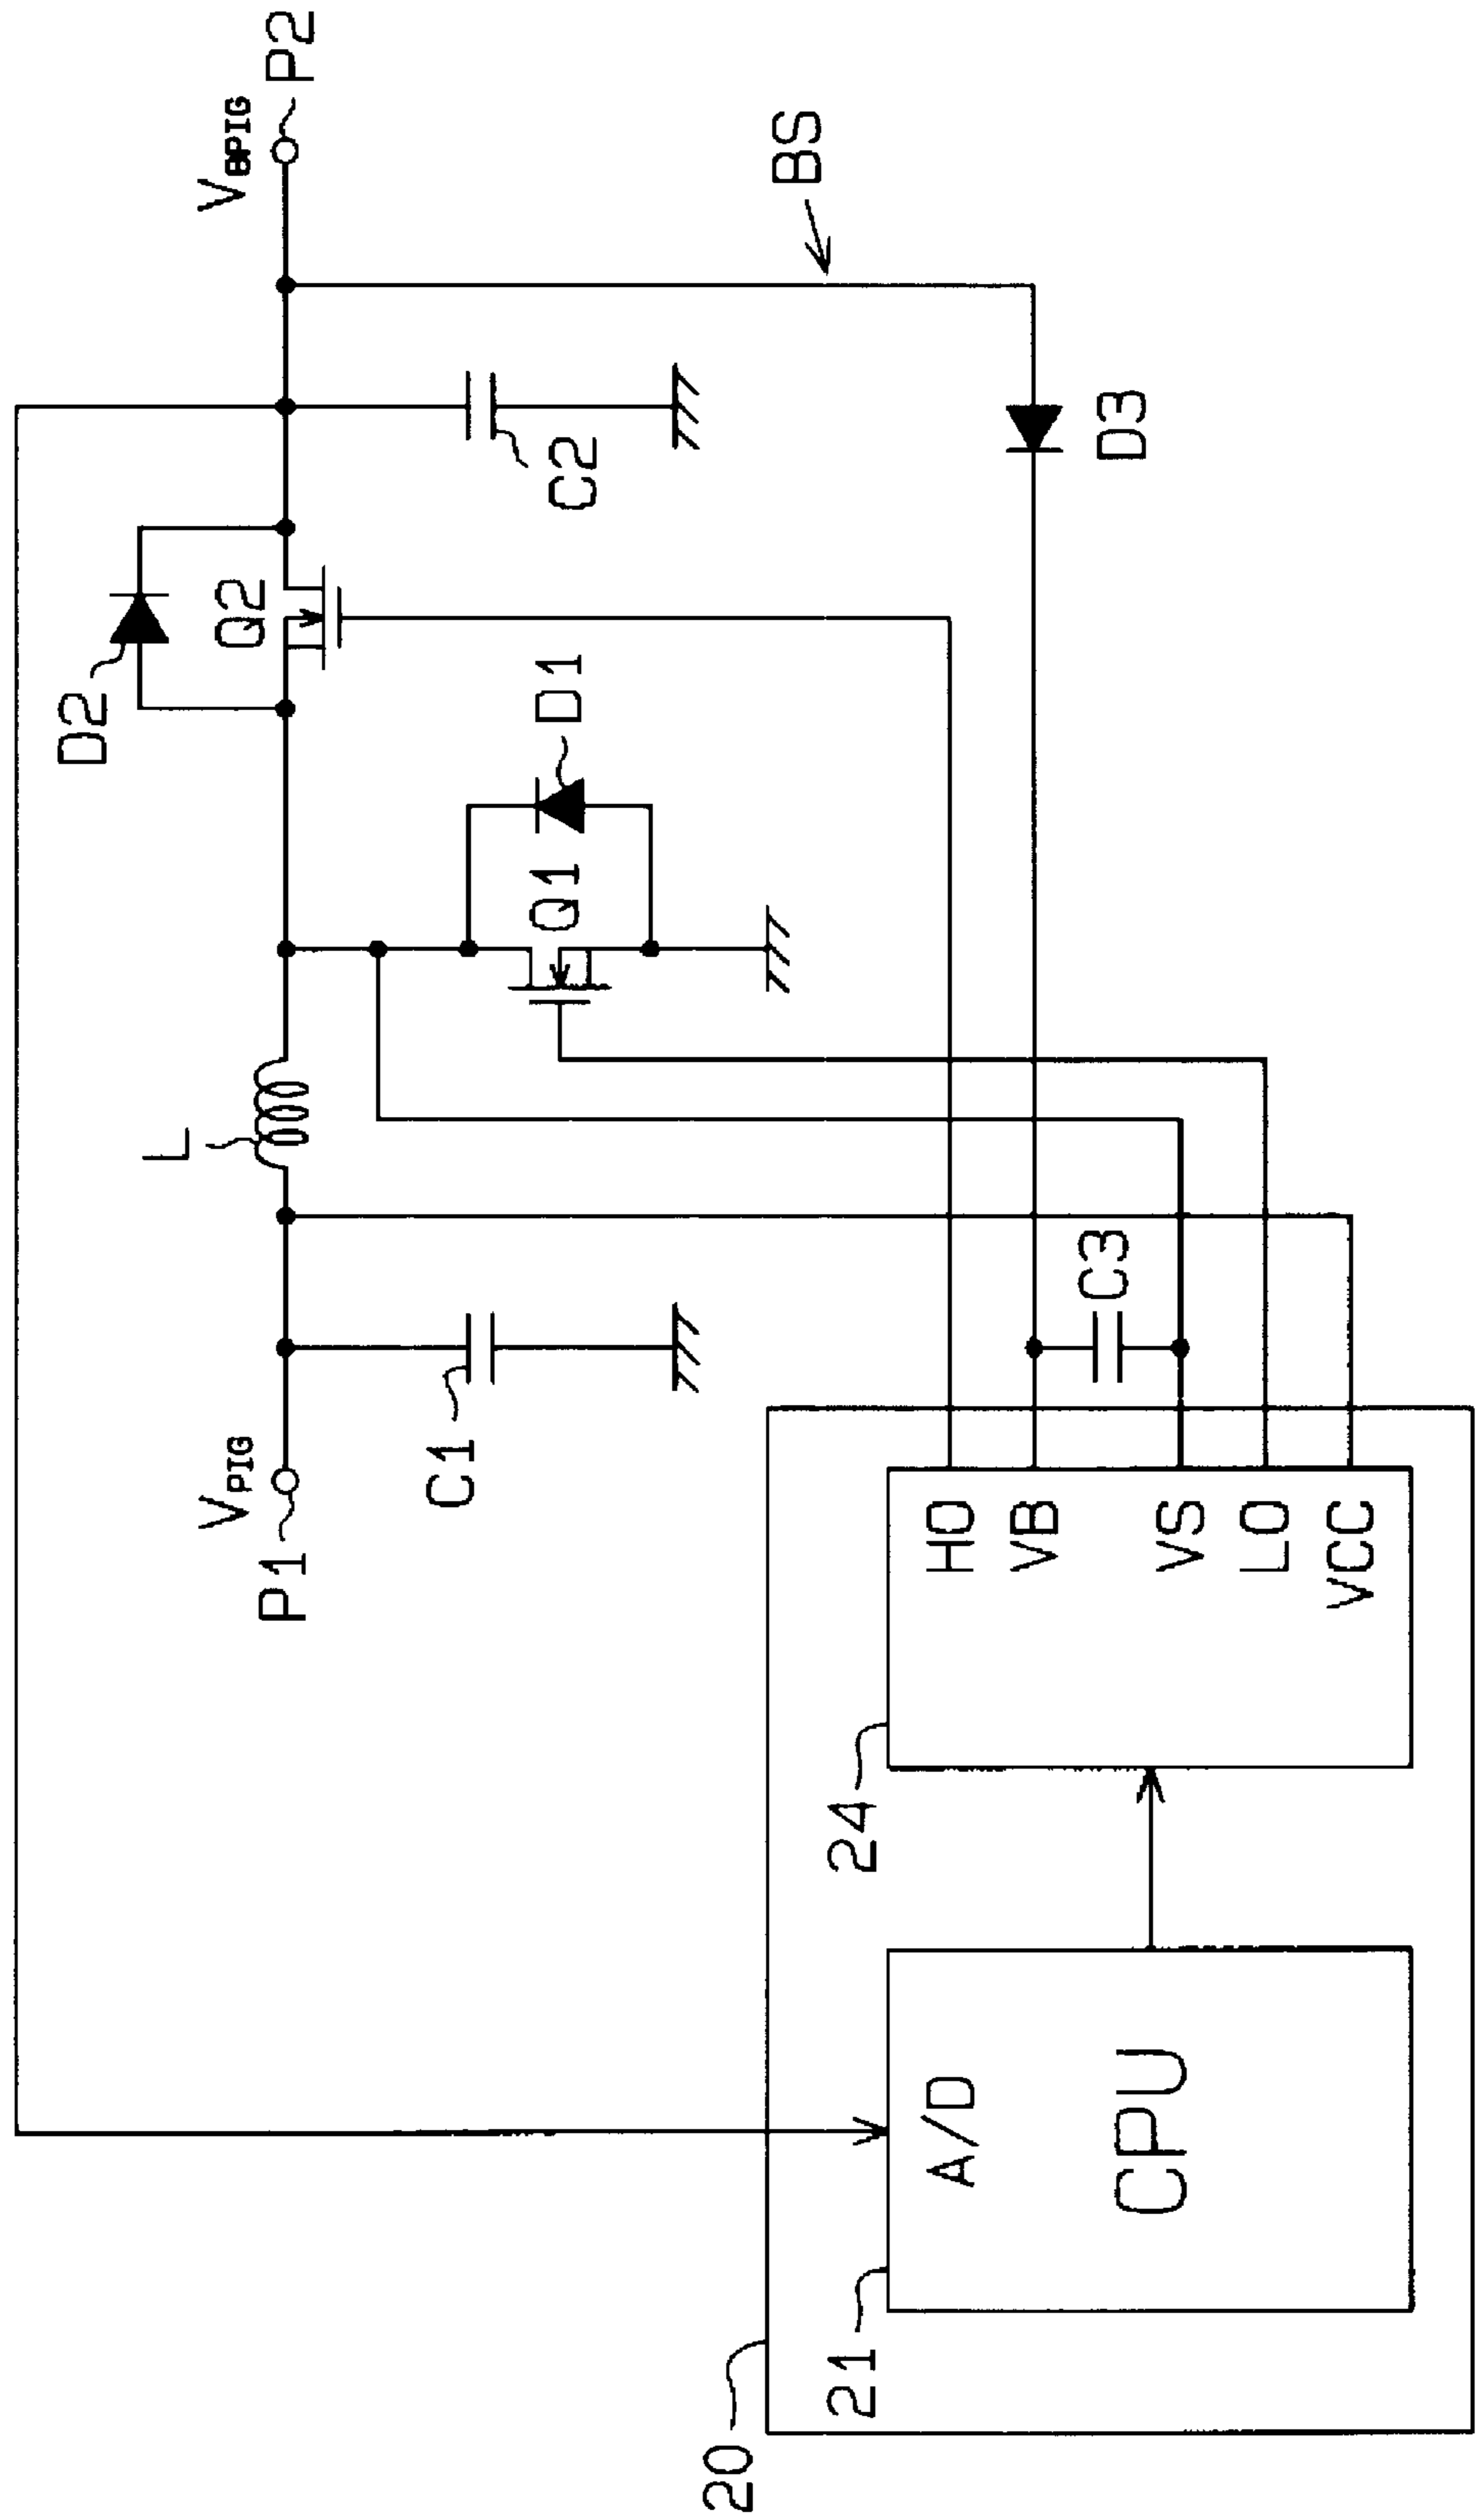 D2
Q2
VBPIG
P2
L
VPIG
P1
D1
Q1
C2
C1
BS
D3
C3
HO
VB
VS
LO
VCC
24
20
21
A/D
CPU